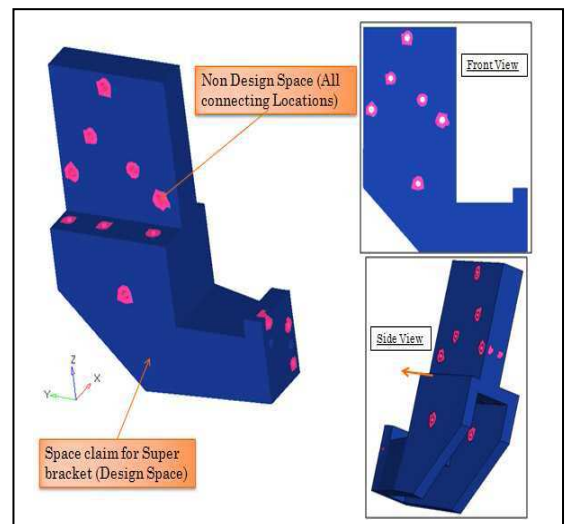 Non Design Space (All
connecting Locations)
Front View
Side View
Z
X
Y
Space claim for Super
bracket (Design Space)